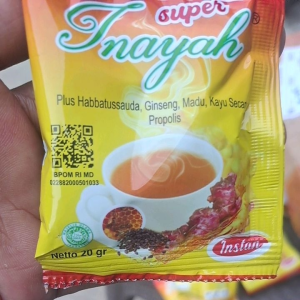 super
Inayah
Plus Habbatussauda, Ginseng, Madu, Kayu Secang
Propolis
BPOM RI MD
Netto 20 gr
Instan